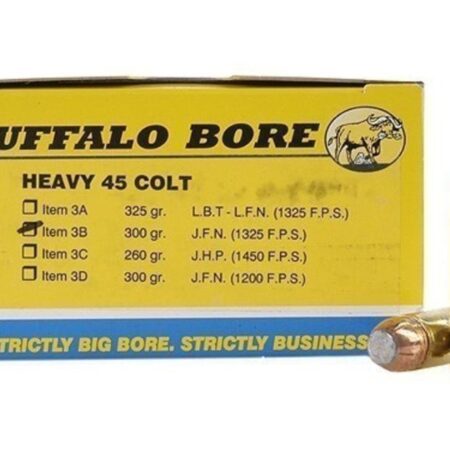 UFFALO BORE
HEAVY 45 COLT
Item 3A 325 gr. L.B.T - L.F.N. (1325 F.P.S.)
Item 3B 300 gr. J.F.N. (1325 F.P.S.)
Item 3C 260 gr. J.H.P. (1450 F.P.S.)
Item 3D 300 gr. J.F.N. (1200 F.P.S.)
TRICTLY BIG BORE. STRICTLY BUSINESS.